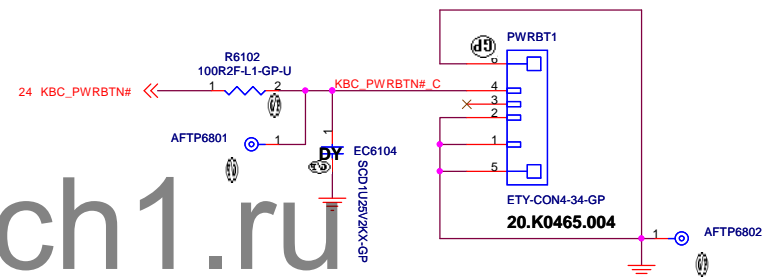 PWRBT1
GP
6
R6102
100R2F-L1-GP-U
24 KBC_PWRBTN#
1
2
KBC_PWRBTN#_C
4
3
2
AFTP6801
1
1
DY
EC6104
SCD1U25V2KX-GP
1
5
ETY-CON4-34-GP
20.K0465.004
1
AFTP6802
ch1.ru